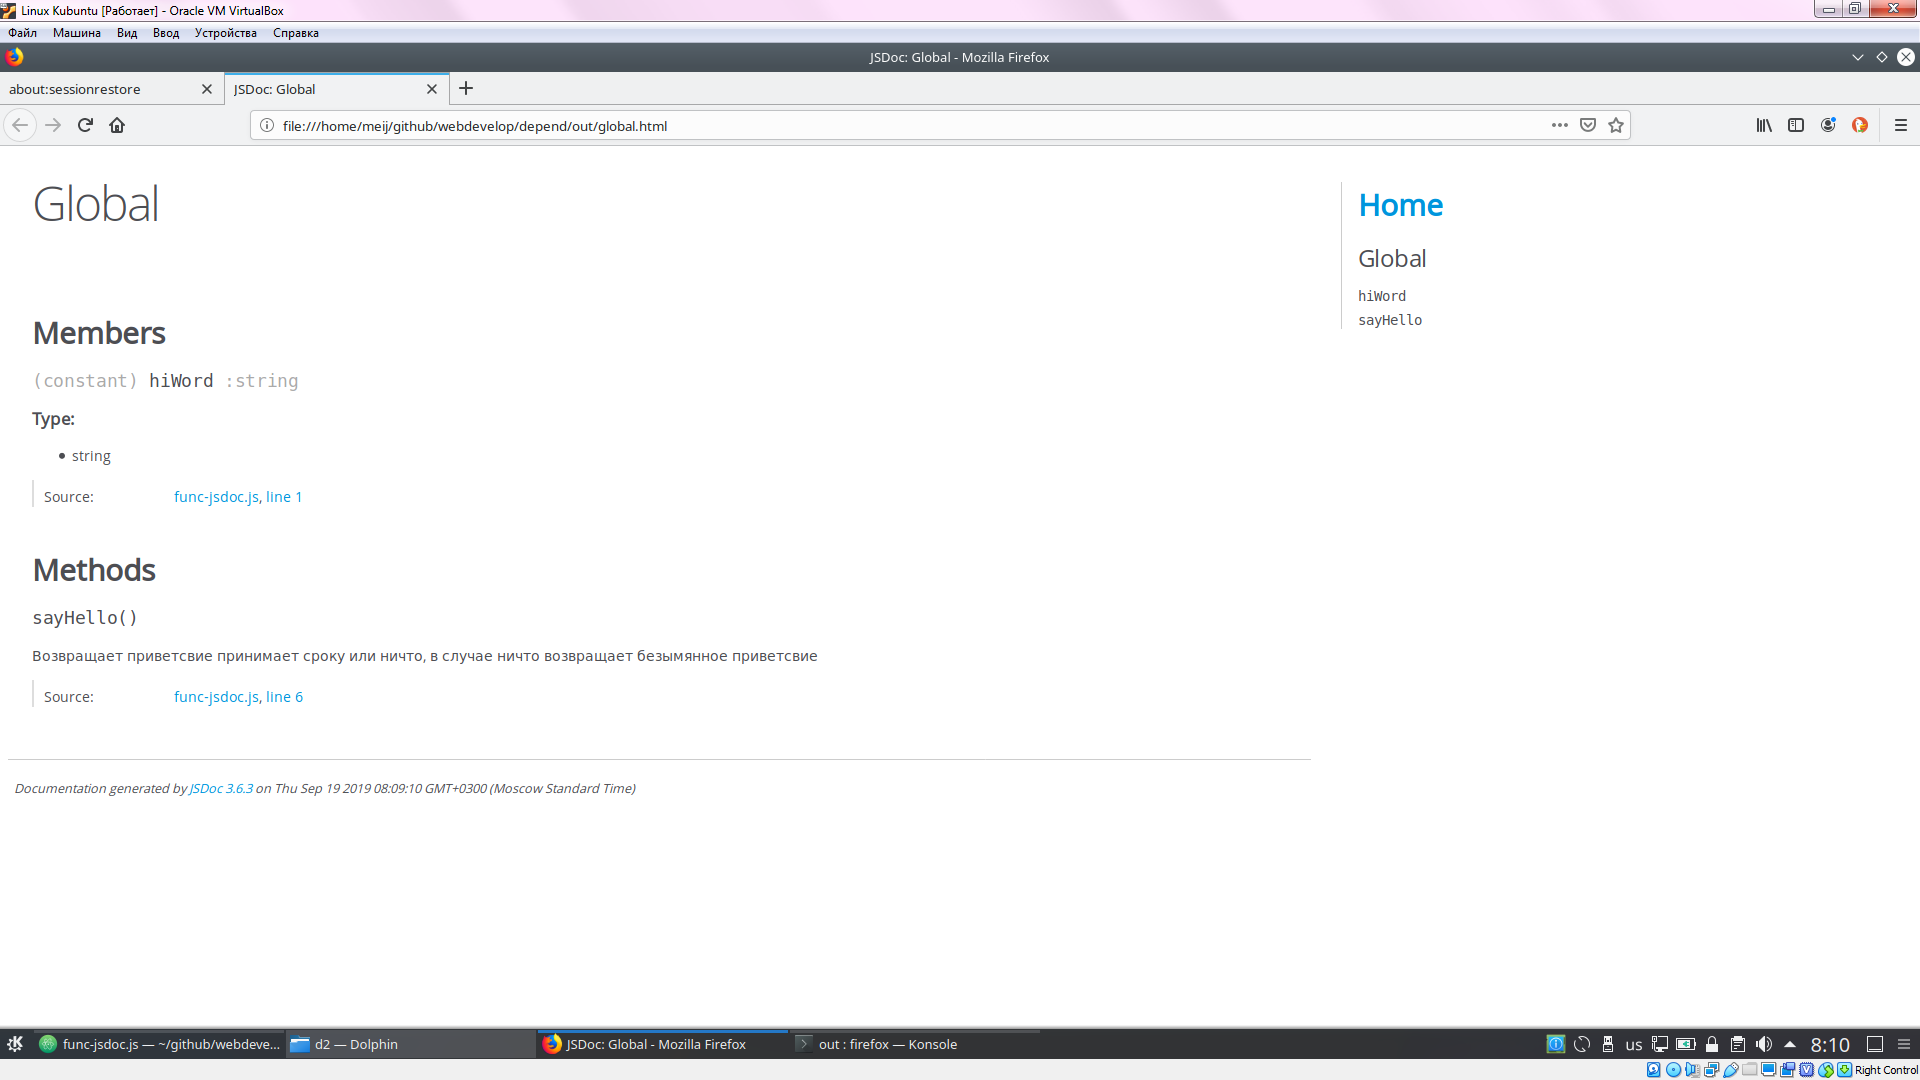 Linux Kubuntu [Работает] - Oracle VM VirtualBox
Файл Машина Вид Ввод Устройства Справка
JSDoc: Global - Mozilla Firefox
about:sessionrestore
JSDoc: Global
file:///home/meij/github/webdevelop/depend/out/global.html
Global
Members
(constant) hiWord :string
Type:
• string
Source: func-jsdoc.js, line 1
Methods
sayHello()
Возвращает приветсвие принимает сроку или ничто, в случае ничто возвращает безымянное приветсвие
Source: func-jsdoc.js, line 6
Documentation generated by JSDoc 3.6.3 on Thu Sep 19 2019 08:09:10 GMT+0300 (Moscow Standard Time)
Home
Global
hiWord
sayHello
func-jsdoc.js — ~/github/webdeve...
d2 — Dolphin
JSDoc: Global - Mozilla Firefox
out : firefox — Konsole
us
8:10
Right Control